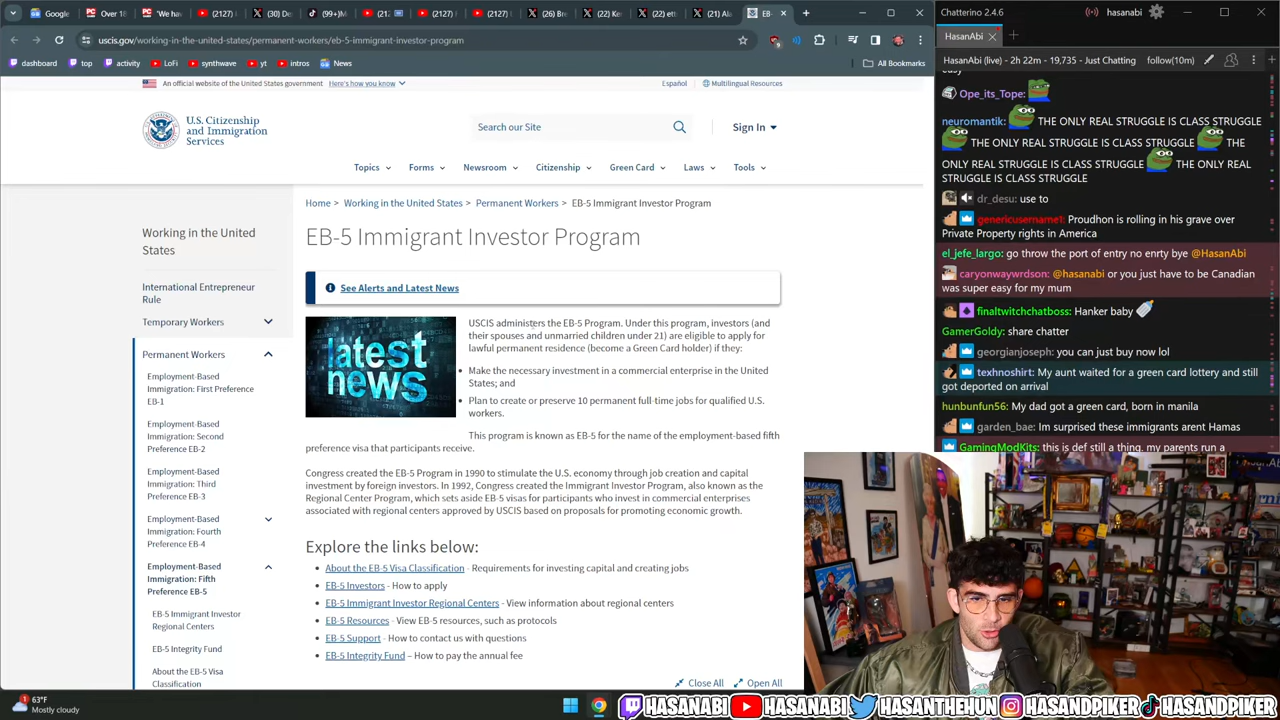 Google
PC Over 18
PC 'We hav
(2127)
(30) De
(99+)M
(212
(2127)
(2127)
(26) Bre
(22) Ker
(22) ett
(21) Ala
EB-
uscis.gov/working-in-the-united-states/permanent-workers/eb-5-immigrant-investor-program
dashboard
top
activity
LoFi
synthwave
yt
intros
News
All Bookmarks
An official website of the United States government
Here's how you know
Español
Multilingual Resources
U.S. Citizenship
and Immigration
Services
Search our Site
Sign In
Topics
Forms
Newsroom
Citizenship
Green Card
Laws
Tools
Home > Working in the United States > Permanent Workers > EB-5 Immigrant Investor Program
Working in the United
States
International Entrepreneur
Rule
Temporary Workers
Permanent Workers
Employment-Based
Immigration: First Preference
EB-1
Employment-Based
Immigration: Second
Preference EB-2
Employment-Based
Immigration: Third
Preference EB-3
Employment-Based
Immigration: Fourth
Preference EB-4
Employment-Based
Immigration: Fifth
Preference EB-5
EB-5 Immigrant Investor
Regional Centers
EB-5 Integrity Fund
About the EB-5 Visa
Classification
EB-5 Immigrant Investor Program
See Alerts and Latest News
latest
news
USCIS administers the EB-5 Program. Under this program, investors (and
their spouses and unmarried children under 21) are eligible to apply for
lawful permanent residence (become a Green Card holder) if they:
Make the necessary investment in a commercial enterprise in the United
States; and
Plan to create or preserve 10 permanent full-time jobs for qualified U.S.
workers.
This program is known as EB-5 for the name of the employment-based fifth
preference visa that participants receive.
Congress created the EB-5 Program in 1990 to stimulate the U.S. economy through job creation and capital
investment by foreign investors. In 1992, Congress created the Immigrant Investor Program, also known as the
Regional Center Program, which sets aside EB-5 visas for participants who invest in commercial enterprises
associated with regional centers approved by USCIS based on proposals for promoting economic growth.
Explore the links below:
About the EB-5 Visa Classification - Requirements for investing capital and creating jobs
EB-5 Investors - How to apply
EB-5 Immigrant Investor Regional Centers - View information about regional centers
EB-5 Resources - View EB-5 resources, such as protocols
EB-5 Support - How to contact us with questions
EB-5 Integrity Fund – How to pay the annual fee
Close All
Open All
Chatterino 2.4.6
hasanabi
HasanAbi
HasanAbi (live) - 2h 22m - 19,735 - Just Chatting
follow(10m)
easy
Ope_its_Tope:
neuromantik: THE ONLY REAL STRUGGLE IS CLASS STRUGGLE
THE ONLY REAL STRUGGLE IS CLASS STRUGGLE THE
ONLY REAL STRUGGLE IS CLASS STRUGGLE THE ONLY REAL
STRUGGLE IS CLASS STRUGGLE
dr_desu: use to
genericusername1: Proudhon is rolling in his grave over
Private Property rights in America
el_jefe_largo: go throw the port of entry no enrty bye @HasanAbi
caryonwaywrdson: @hasanabi or you just have to be Canadian
was super easy for my mum
finaltwitchchatboss: Hanker baby
GamerGoldy: share chatter
georgianjoseph: you can just buy now lol
texhnoshirt: My aunt waited for a green card lottery and still
got deported on arrival
hunbunfun56: My dad got a green card, born in manila
garden_bae: Im surprised these immigrants arent Hamas
GamingModKits: this is def still a thing, my parents run a
63°F
Mostly cloudy
HASANABI
HASANABI
HASANTHEHUN
HASANDPIKER
HASANDPIKER